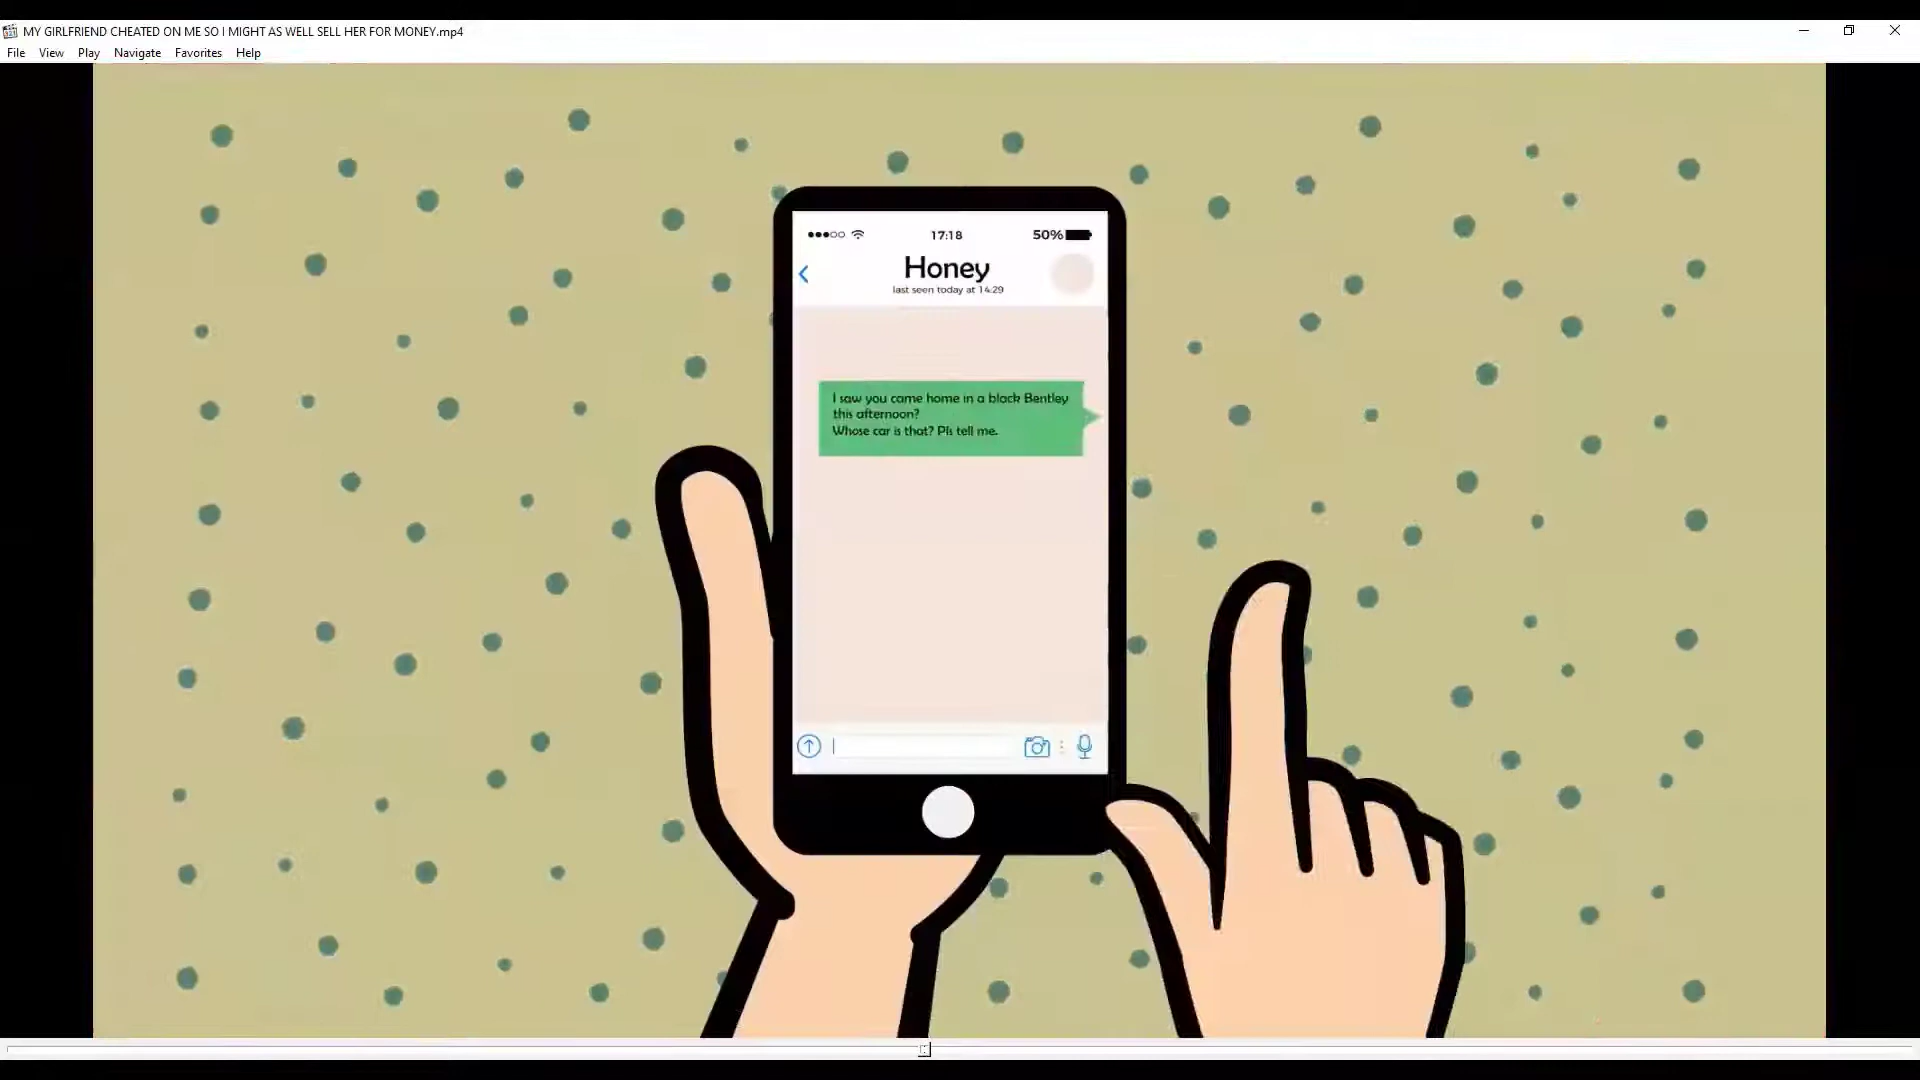 MY GIRLFRIEND CHEATED ON ME SO I MIGHT AS WELL SELL HER FOR MONEY.mp4
File View Play Navigate Favorites Help
17:18 50%
Honey
last seen today at 14:29
I saw you came home in a black Bentley
this afternoon?
Whose car is that? Pls tell me.